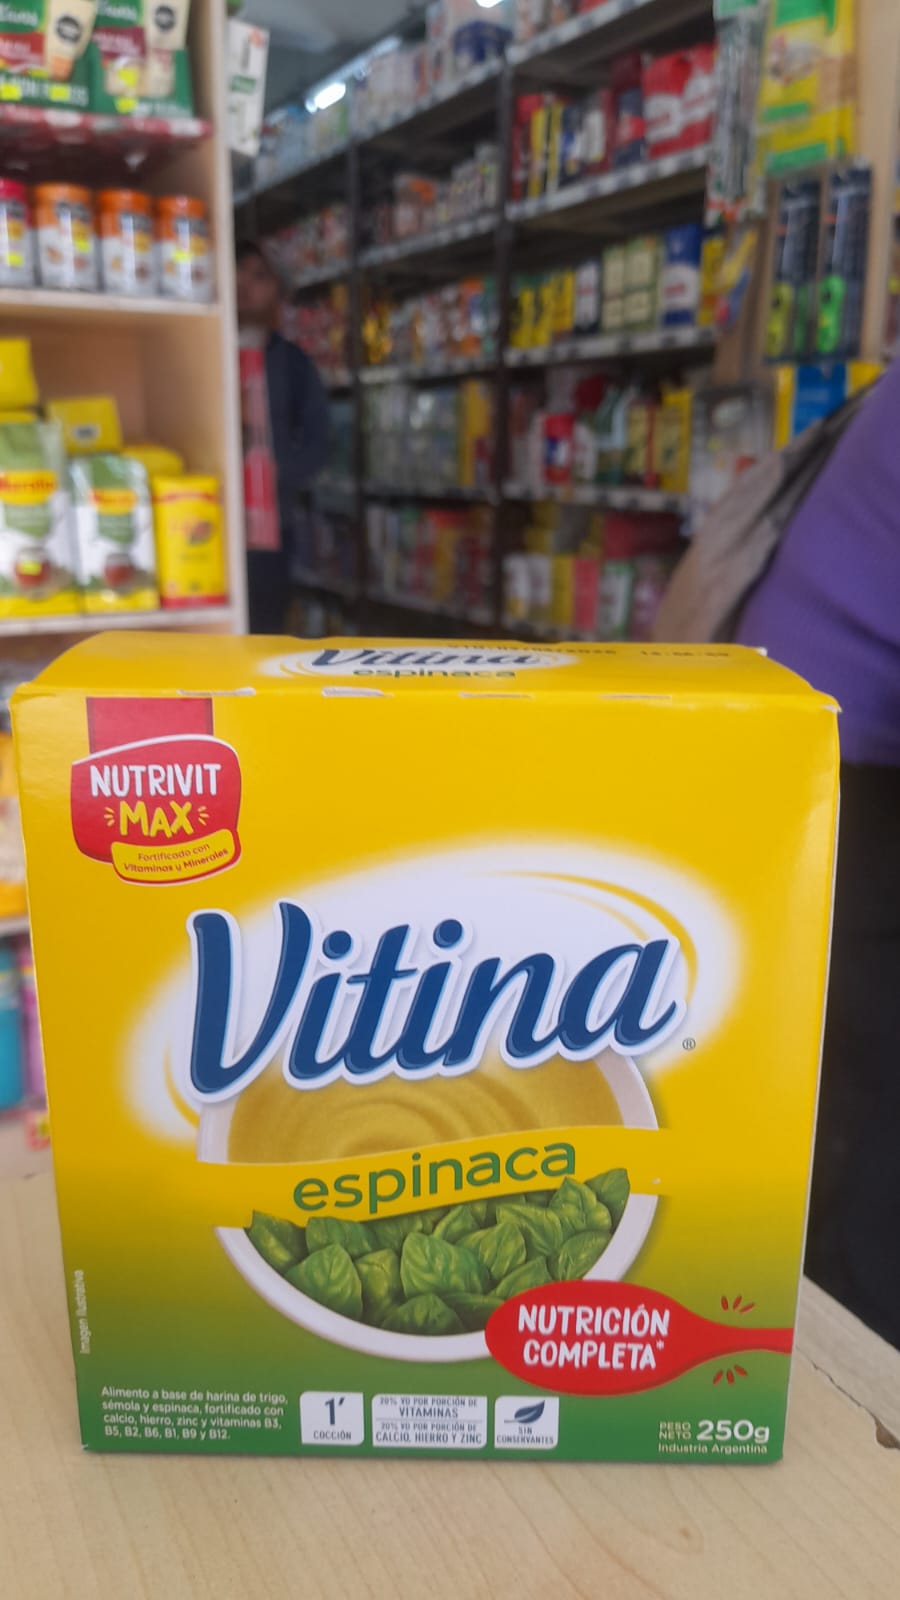 Vitina
espinaca
NUTRIVIT
MAX
Fortificado con
Vitaminas y Minerales
Vitina
®
espinaca
NUTRICIÓN
COMPLETA*
Imagen ilustrativa
Alimento a base de harina de trigo,
sémola y espinaca, fortificado con
calcio, hierro, zinc y vitaminas B3,
B5, B2, B6, B1, B9 y B12.
1'
COCCIÓN
20% VD POR PORCIÓN DE
VITAMINAS
20% VD POR PORCIÓN DE
CALCIO, HIERRO Y ZINC
SIN
CONSERVANTES
PESO
NETO 250g
Industria Argentina